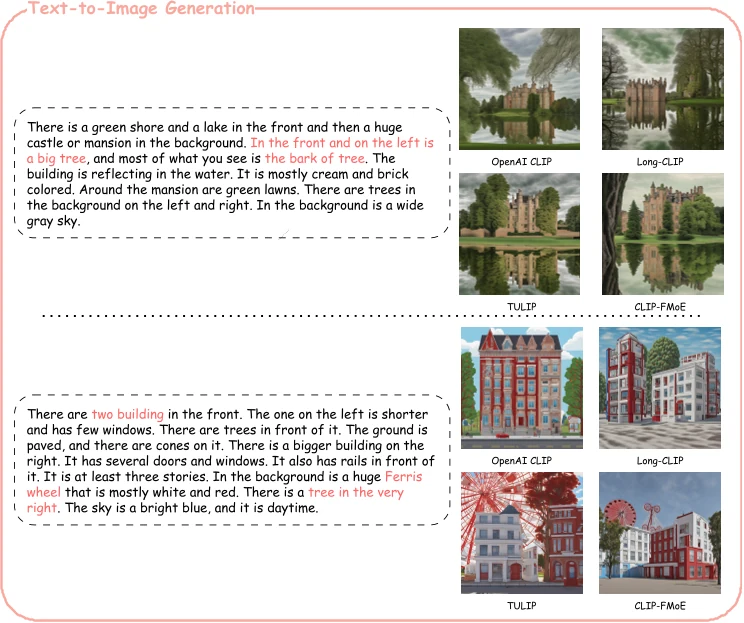 Text-to-Image Generation
There is a green shore and a lake in the front and then a huge
castle or mansion in the background. In the front and on the left is
a big tree, and most of what you see is the bark of tree. The
building is reflecting in the water. It is mostly cream and brick
colored. Around the mansion are green lawns. There are trees in
the background on the left and right. In the background is a wide
gray sky.
OpenAI CLIP
Long-CLIP
TULIP
CLIP-FMoE
There are two building in the front. The one on the left is shorter
and has few windows. There are trees in front of it. The ground is
paved, and there are cones on it. There is a bigger building on the
right. It has several doors and windows. It also has rails in front of
it. It is at least three stories. In the background is a huge Ferris
wheel that is mostly white and red. There is a tree in the very
right. The sky is a bright blue, and it is daytime.
OpenAI CLIP
Long-CLIP
TULIP
CLIP-FMoE